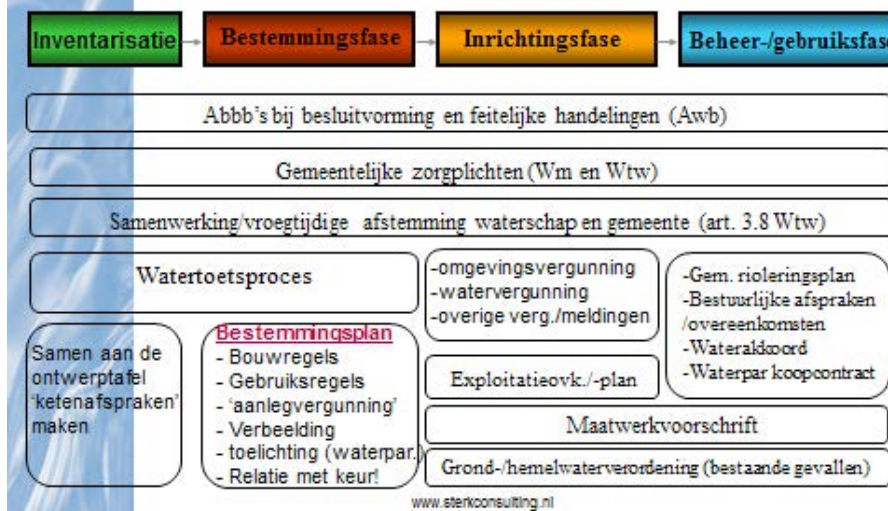 Inventarisatie
Bestemmingsfase
Inrichtingsfase
Beheer-/gebruiksfase
Abbb's bij besluitvorming en feitelijke handelingen (Awb)
Gemeentelijke zorgplichten (Wm en Wtw)
Samenwerking/vroegtijdige afstemming waterschap en gemeente (art. 3.8 Wtw)
Watertoetsproces
-omgevingsvergunning
-watervergunning
-overige verg./meldingen
-Gem. rioleringsplan
-Bestuurlijke afspraken
/overeenkomsten
-Waterakkoord
-Waterpar koopcontract
Samen aan de
ontwerptafel
'ketenafspraken'
maken
Bestemmingsplan
- Bouwregels
- Gebruiksregels
- 'aanlegvergunning'
- Verbeelding
- toelichting (waterpar.)
- Relatie met keur!
Exploitatieovk./-plan
Maatwerkvoorschrift
Grond-/hemelwaterverordening (bestaande gevallen)
www.sterkconsulting.nl